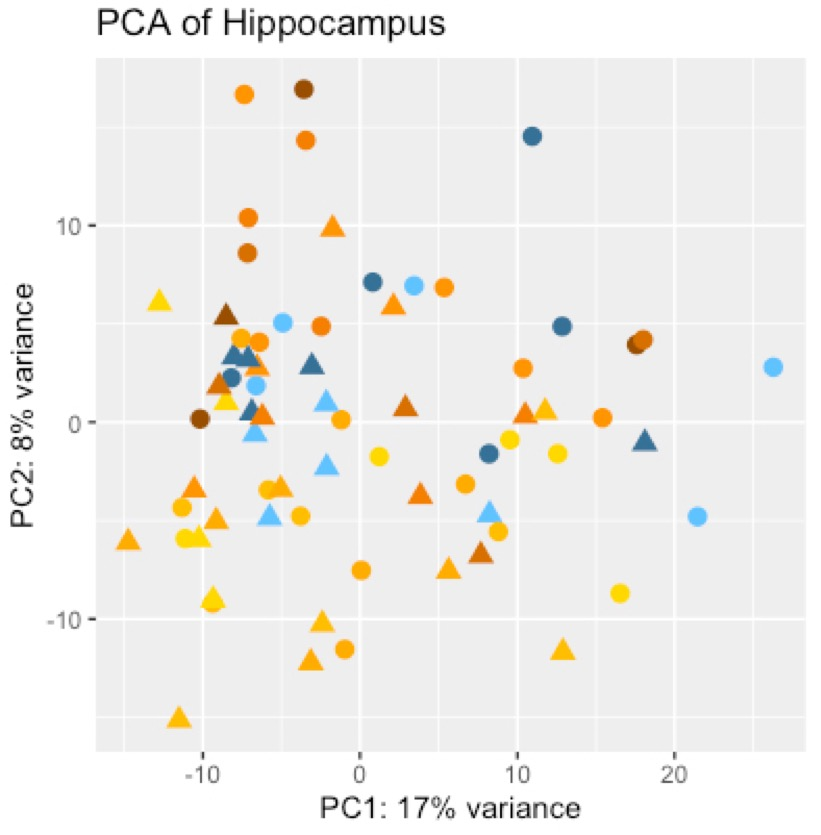 PCA of Hippocampus
10
0
-10
PC2: 8% variance
-10 0 10 20
PC1: 17% variance